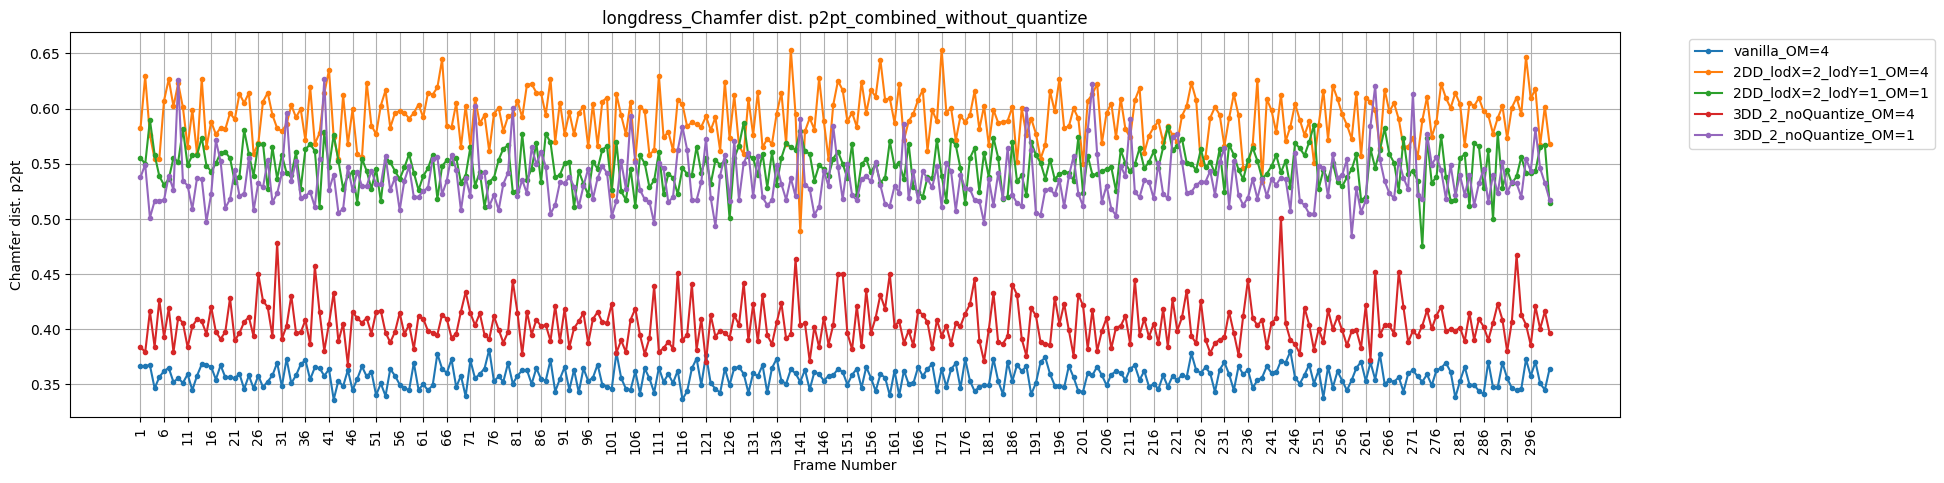 longdress_Chamfer dist. p2pt_combined_without_quantize
Chamfer dist. p2pt
0.65
0.60
0.55
0.50
0.45
0.40
0.35
1 6 11 16 21 26 31 36 41 46 51 56 61 66 71 76 81 86 91 96 101 106 111 116 121 126 131 136 141 146 151 156 161 166 171 176 181 186 191 196 201 206 211 216 221 226 231 236 241 246 251 256 261 266 271 276 281 286 291 296
Frame Number
vanilla_OM=4
2DD_lodX=2_lodY=1_OM=4
2DD_lodX=2_lodY=1_OM=1
3DD_2_noQuantize_OM=4
3DD_2_noQuantize_OM=1